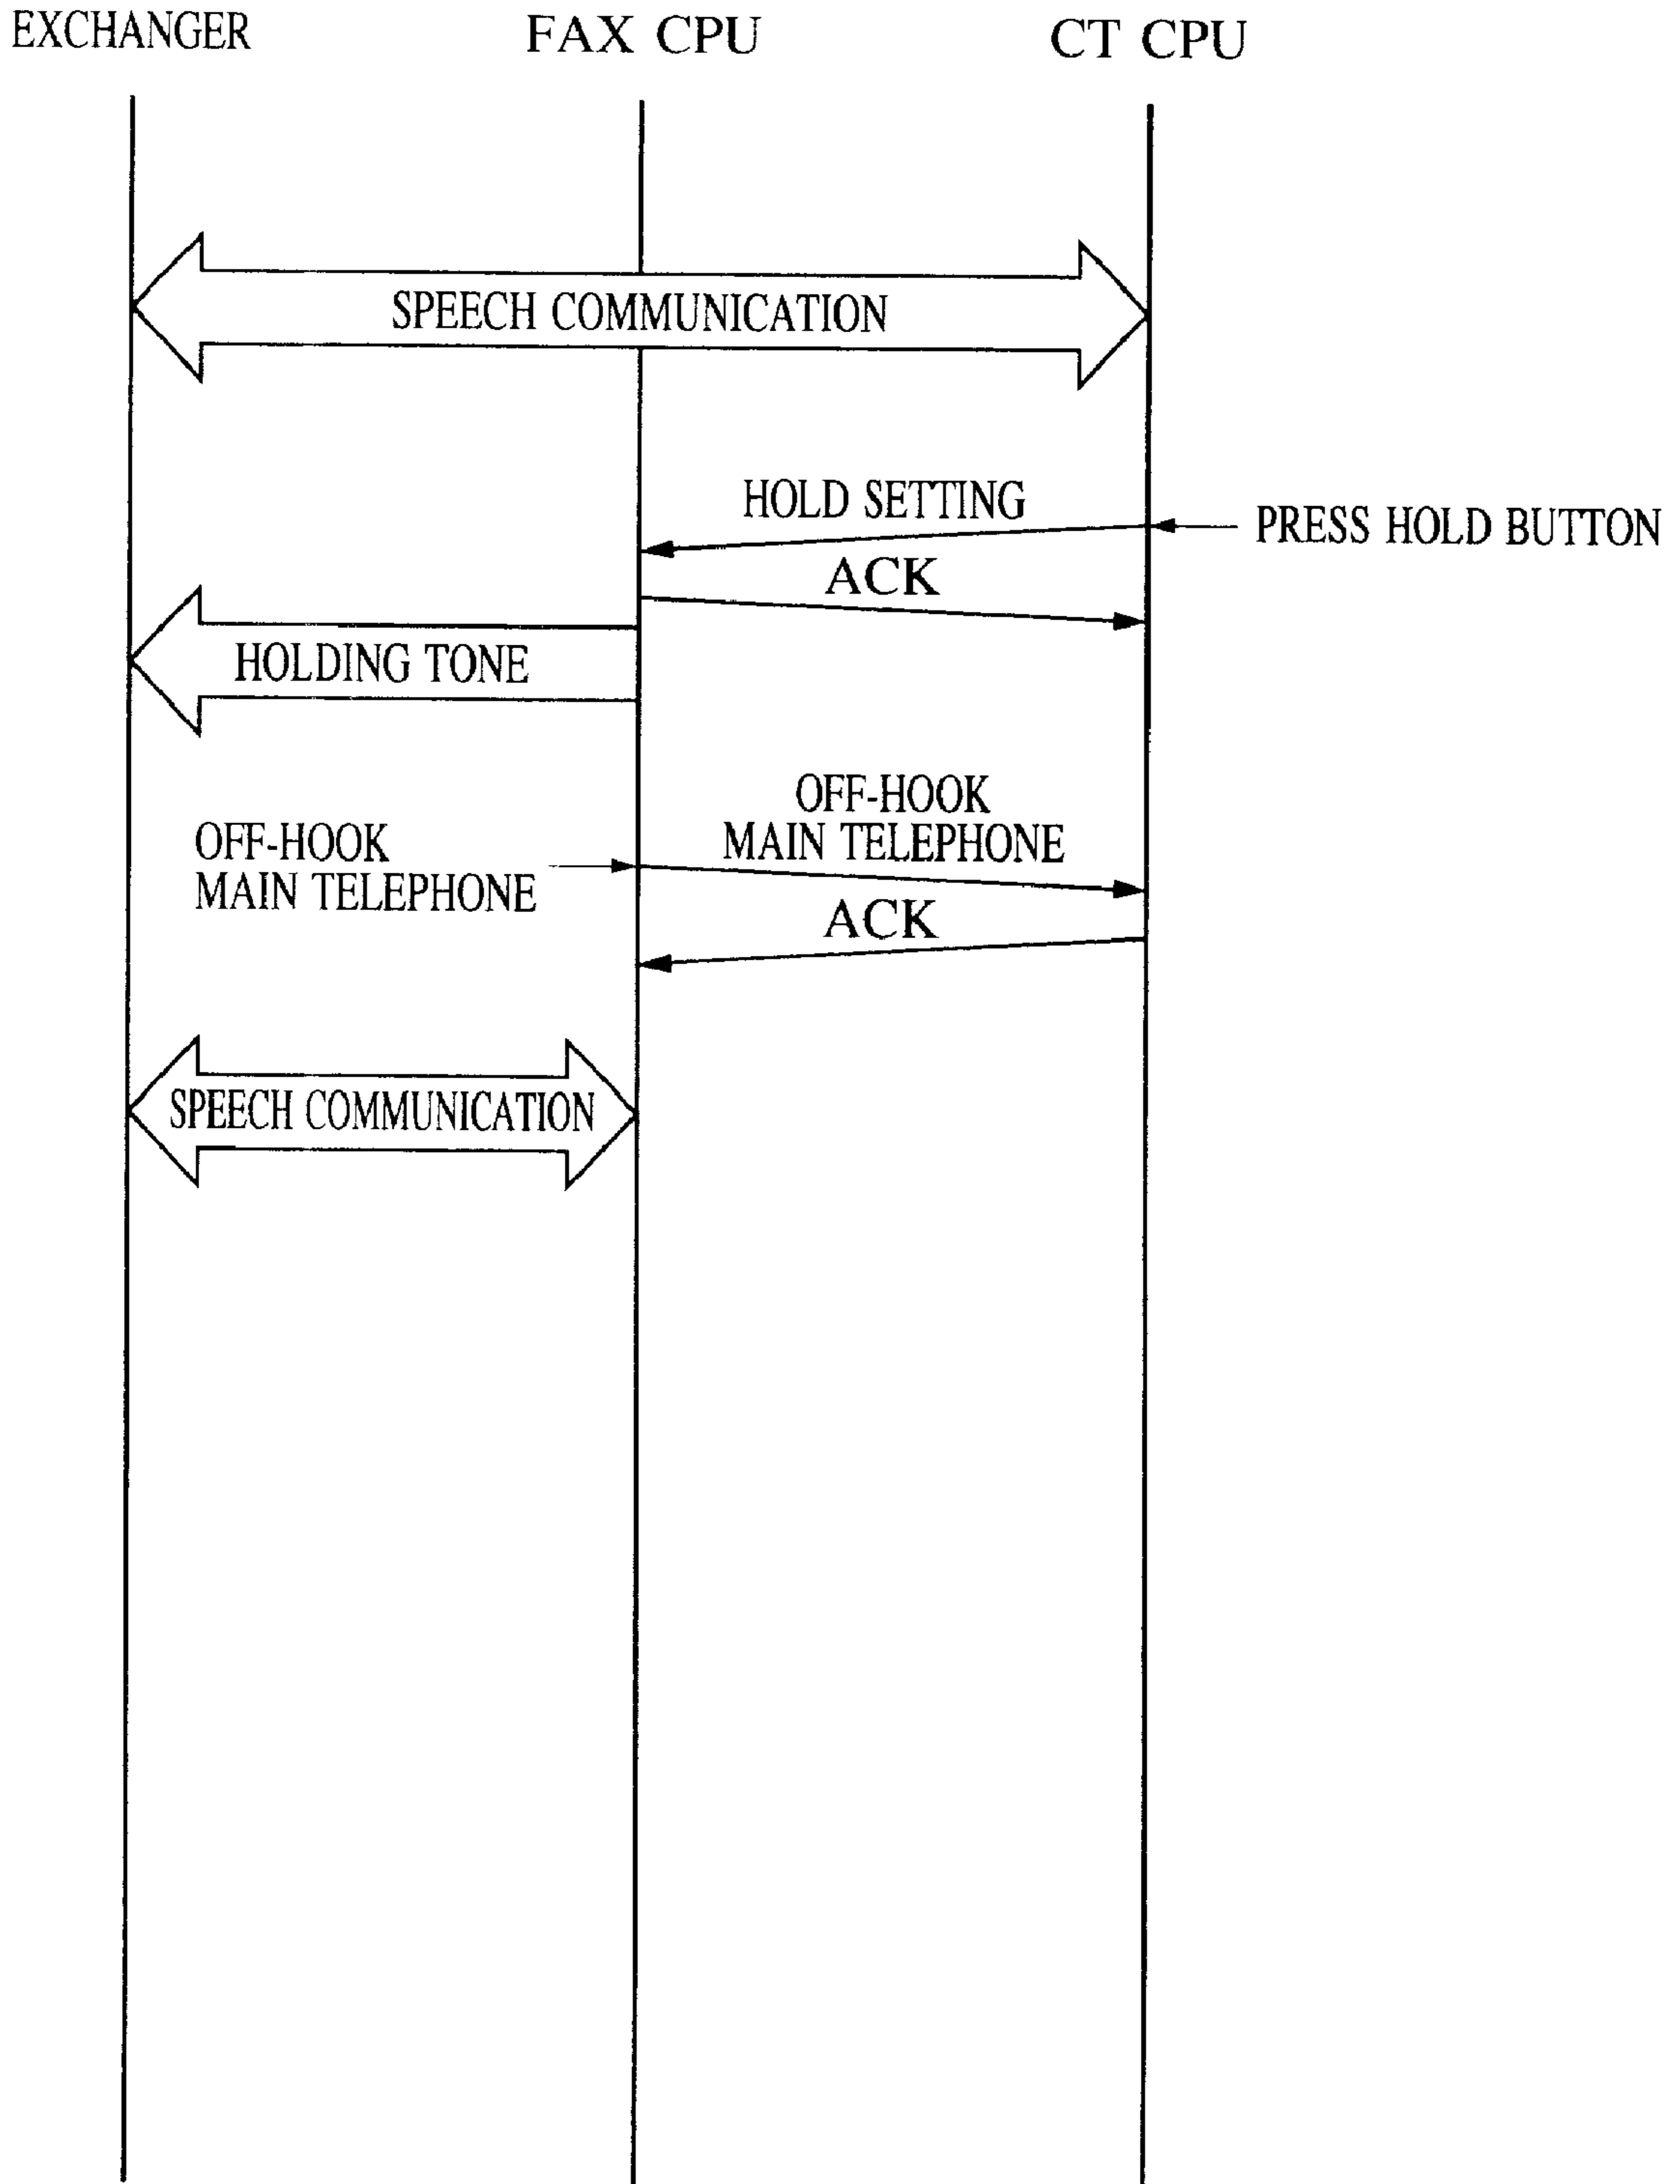 EXCHANGER
FAX CPU
CT CPU
SPEECH COMMUNICATION
HOLD SETTING
PRESS HOLD BUTTON
ACK
HOLDING TONE
OFF-HOOK
MAIN TELEPHONE
OFF-HOOK
MAIN TELEPHONE
ACK
SPEECH COMMUNICATION